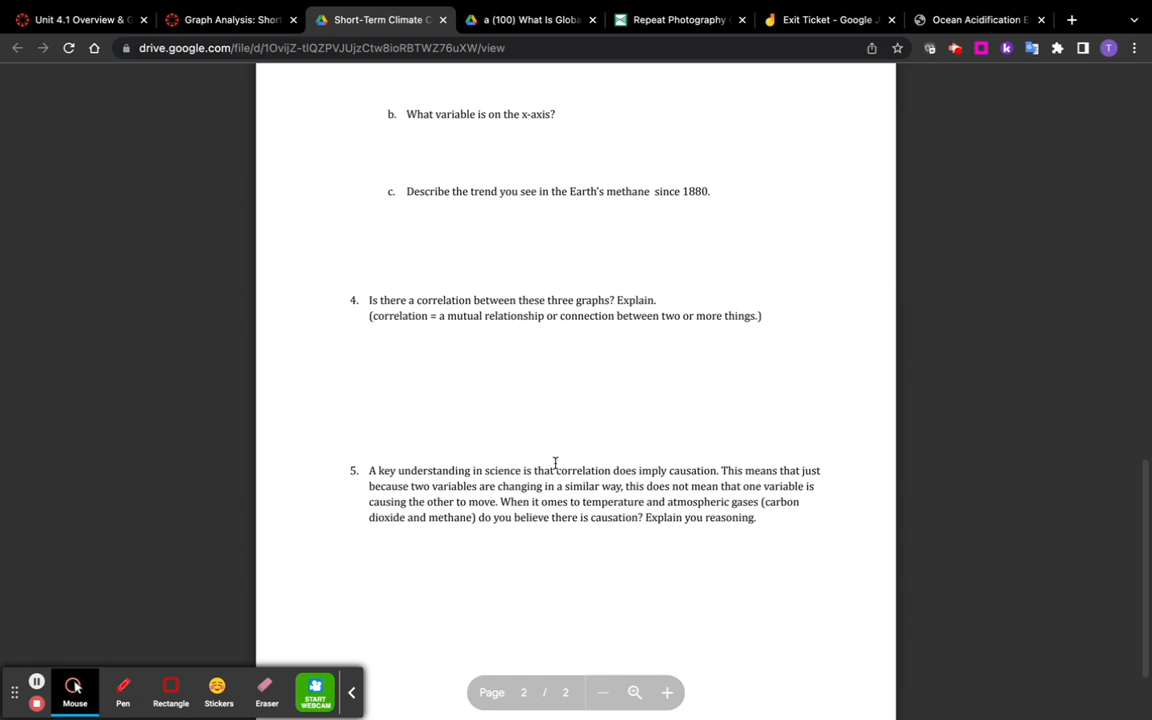 Unit 4.1 Overview & G
Graph Analysis: Short
Short-Term Climate C
a (100) What Is Globa
Repeat Photography
Exit Ticket - Google J
Ocean Acidification E
drive.google.com/file/d/1OvijZ-tlQZPVJUjzCtw8ioRBTWZ76uXW/view
T
b. What variable is on the x-axis?
c. Describe the trend you see in the Earth's methane since 1880.
4. Is there a correlation between these three graphs? Explain.
(correlation = a mutual relationship or connection between two or more things.)
5. A key understanding in science is that correlation does imply causation. This means that just
because two variables are changing in a similar way, this does not mean that one variable is
causing the other to move. When it omes to temperature and atmospheric gases (carbon
dioxide and methane) do you believe there is causation? Explain you reasoning.
Mouse
Pen
Rectangle
Stickers
Eraser
START
WEBCAM
Page 2 / 2